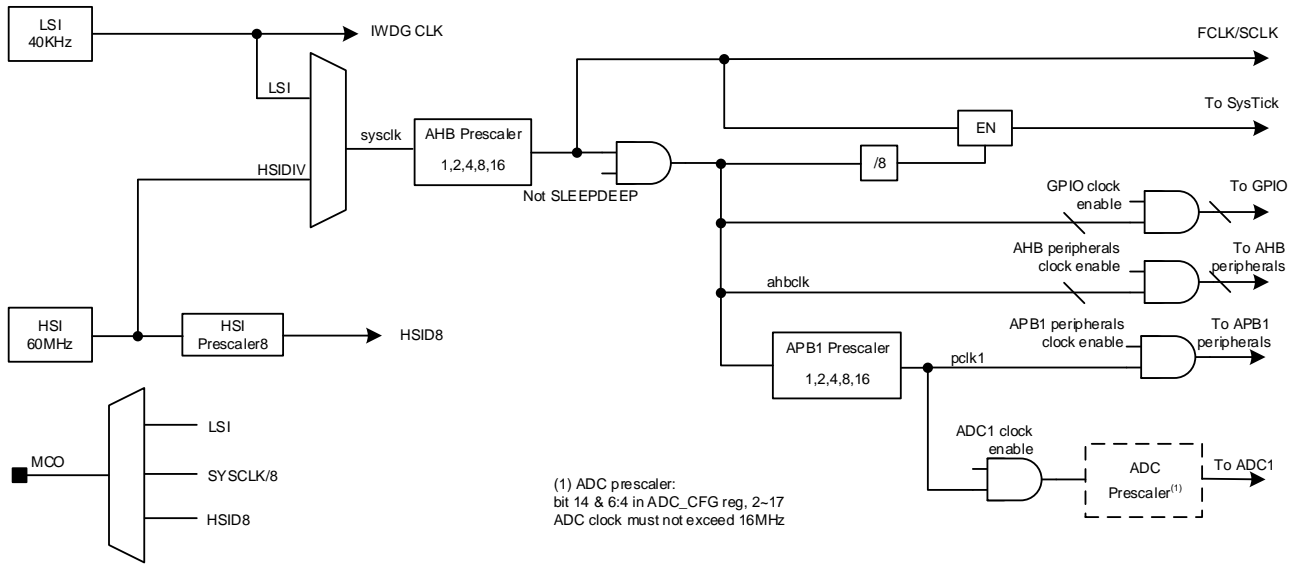 LSI
40KHz
IWDG CLK
FCLK/SCLK
LSI
To SysTick
sysclk
AHB Prescaler
1,2,4,8,16
EN
/8
HSIDIV
Not SLEEPDEEP
GPIO clock
enable
To GPIO
AHB peripherals
clock enable
To AHB
peripherals
ahbclk
HSI
60MHz
HSI
Prescaler8
HSID8
APB1 Prescaler
1,2,4,8,16
APB1 peripherals
clock enable
To APB1
peripherals
pclk1
LSI
MCO
SYSCLK/8
HSID8
ADC1 clock
enable
ADC
Prescaler(1)
To ADC1
(1) ADC prescaler:
bit 14 & 6:4 in ADC_CFG reg, 2~17
ADC clock must not exceed 16MHz